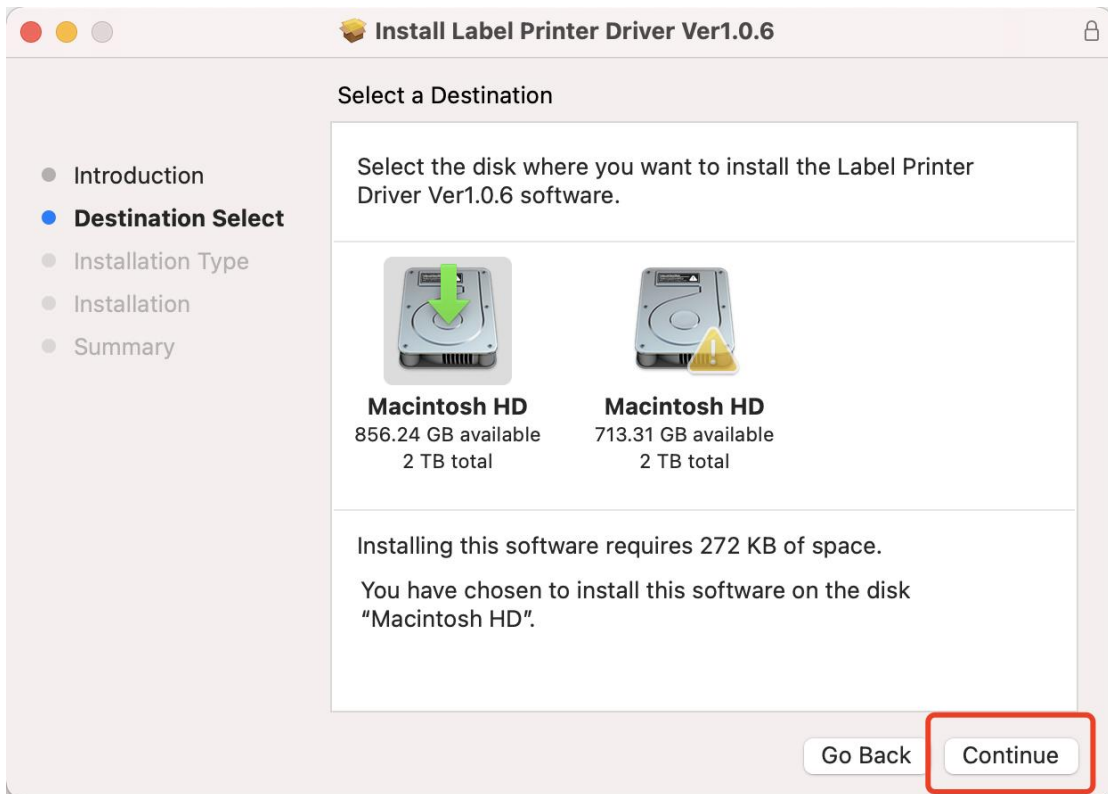 Install Label Printer Driver Ver1.0.6
Select a Destination
Introduction
Destination Select
Installation Type
Installation
Summary
Select the disk where you want to install the Label Printer
Driver Ver1.0.6 software.
Macintosh HD
856.24 GB available
2 TB total
Macintosh HD
713.31 GB available
2 TB total
Installing this software requires 272 KB of space.
You have chosen to install this software on the disk
“Macintosh HD”.
Go Back
Continue